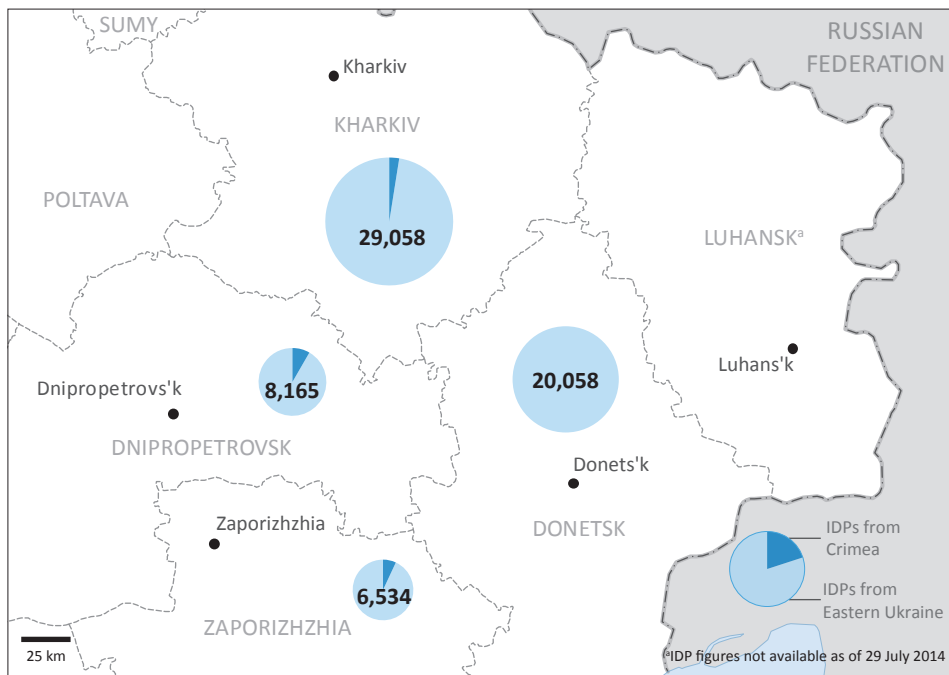 SUMY
RUSSIAN
FEDERATION
Kharkiv
KHARKIV
POLTAVA
29,058
LUHANSKᵃ
Luhans'k
20,058
8,165
Dnipropetrovs'k
DNIPROPETROVSK
Donets'k
DONETSK
Zaporizhzhia
6,534
ZAPORIZHZHIA
IDPs from
Crimea
IDPs from
Eastern Ukraine
25 km
ᵃIDP figures not available as of 29 July 2014